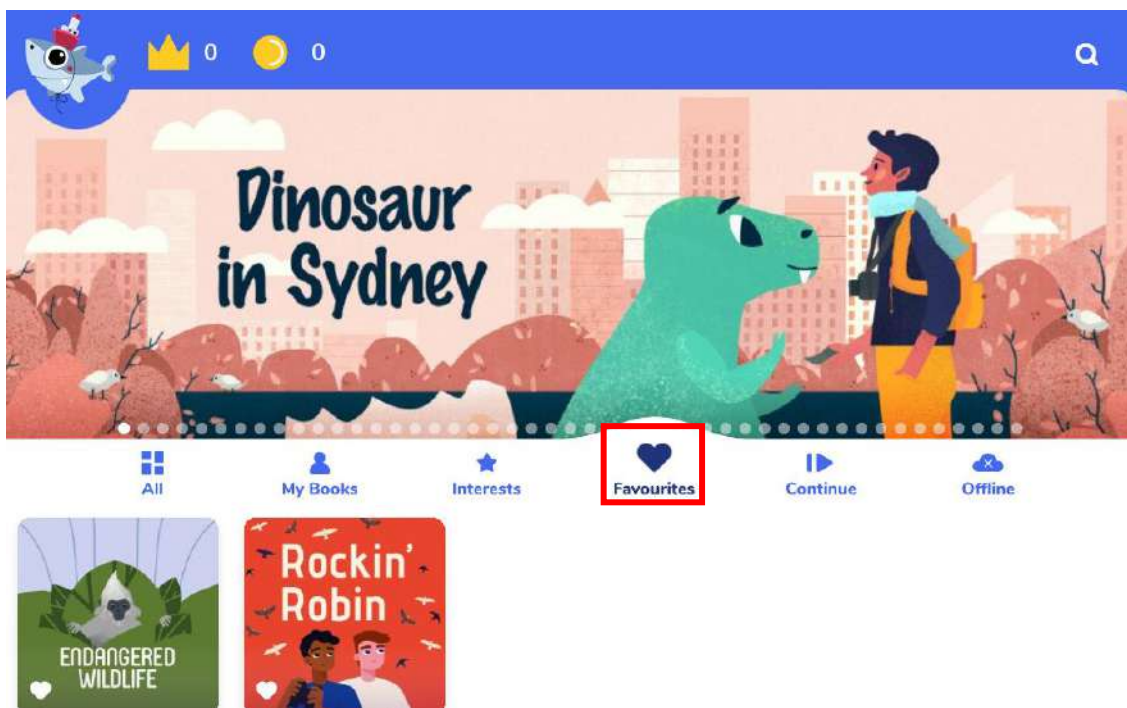 0 0
Dinosaur
in Sydney
All My Books Interests Favourites Continue Offline
ENDANGERED
WILDLIFE
Rockin'
Robin